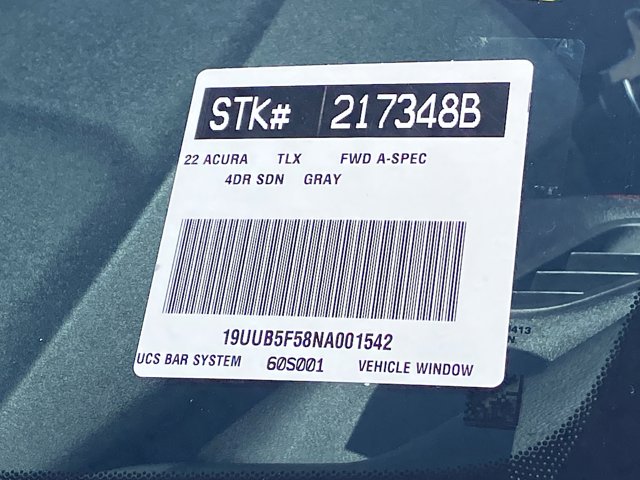 STK# 217348B
22 ACURA TLX FWD A-SPEC
4DR SDN GRAY
19UUB5F58NA001542
UCS BAR SYSTEM 60S001 VEHICLE WINDOW